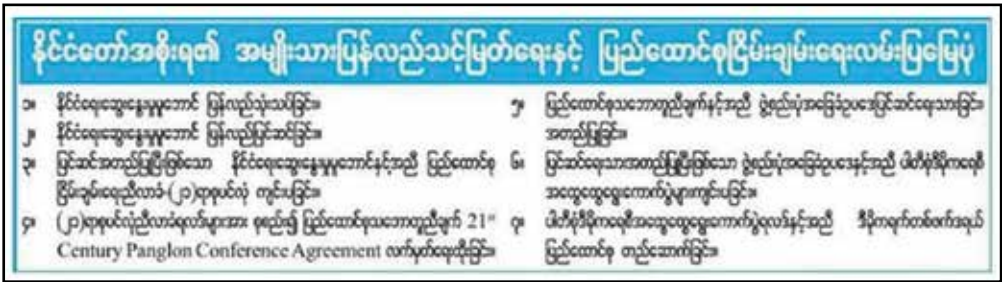 နိုင်ငံတော်အစိုးရ၏ အမျိုးသားပြန်လည်သင့်မြတ်ရေးနှင့် ပြည်ထောင်စုငြိမ်းချမ်းရေးလမ်းပြမြေပုံ
၁။ နိုင်ငံရေးဆွေးနွေးမှုမူဘောင် ပြန်လည်သုံးသပ်ခြင်း။
၂။ နိုင်ငံရေးဆွေးနွေးမှုမူဘောင် ပြန်လည်ပြင်ဆင်ခြင်း။
၃။ ပြင်ဆင်အတည်ပြုပြီးဖြစ်သော နိုင်ငံရေးဆွေးနွေးမှုမူဘောင်နှင့်အညီ ပြည်ထောင်စု
ငြိမ်းချမ်းရေးညီလာခံ-(၂၁)ရာစုပင်လုံ ကျင်းပခြင်း။
၄။ (၂၁)ရာစုပင်လုံညီလာခံရလဒ်များအား စုစည်း၍ ပြည်ထောင်စုသဘောတူညီချက် 21st
Century Panglon Conference Agreement လက်မှတ်ရေးထိုးခြင်း။
၅။ ပြည်ထောင်စုသဘောတူညီချက်နှင့်အညီ ဖွဲ့စည်းပုံအခြေခံဥပဒေပြင်ဆင်ရေးသားခြင်း၊
အတည်ပြုခြင်း။
၆။ ပြင်ဆင်ရေးသားအတည်ပြုပြီးဖြစ်သော ဖွဲ့စည်းပုံအခြေခံဥပဒေနှင့်အညီ ပါတီစုံဒီမိုကရေစီ
အထွေထွေရွေးကောက်ပွဲများကျင်းပခြင်း။
၇။ ပါတီစုံဒီမိုကရေစီအထွေထွေရွေးကောက်ပွဲရလဒ်နှင့်အညီ ဒီမိုကရက်တစ်ဖက်ဒရယ်
ပြည်ထောင်စု တည်ဆောက်ခြင်း။